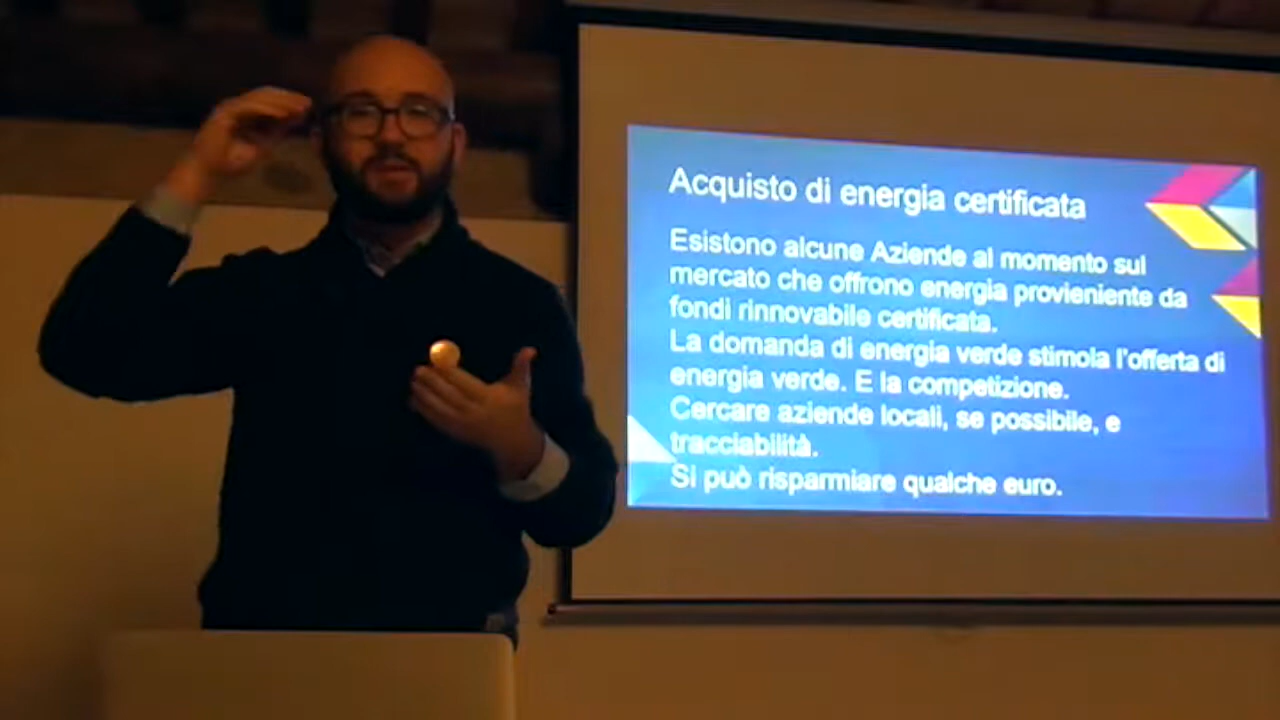 Acquisto di energia certificata
Esistono alcune Aziende al momento sul
mercato che offrono energia provieniente da
fondi rinnovabile certificata.
La domanda di energia verde stimola l'offerta di
energia verde. E la competizione.
Cercare aziende locali, se possibile, e
tracciabilità.
Si può risparmiare qualche euro.